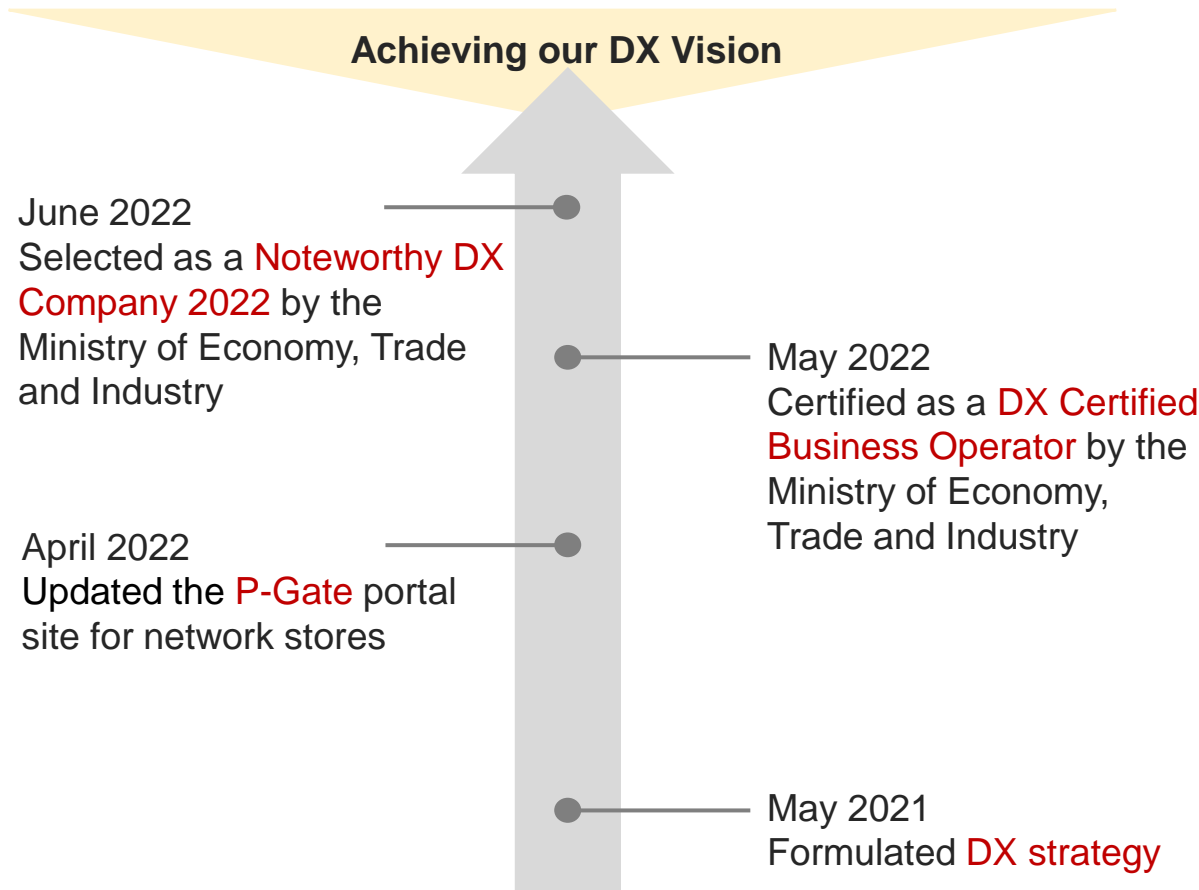 Achieving our DX Vision
June 2022
Selected as a Noteworthy DX
Company 2022 by the
Ministry of Economy, Trade
and Industry
May 2022
Certified as a DX Certified
Business Operator by the
Ministry of Economy,
Trade and Industry
April 2022
Updated the P-Gate portal
site for network stores
May 2021
Formulated DX strategy